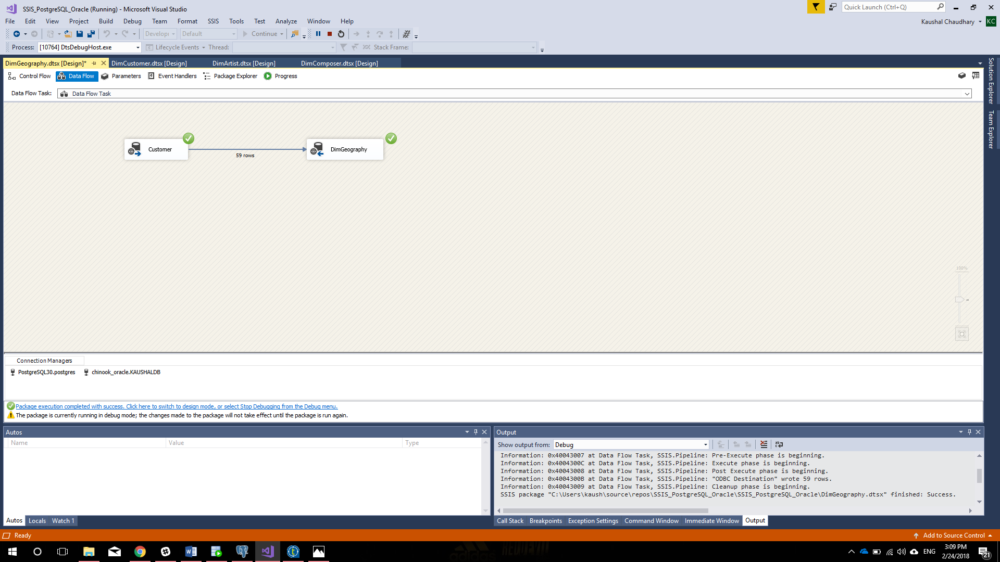 SSIS_PostgreSQL_Oracle (Running) - Microsoft Visual Studio
Quick Launch (Ctrl+Q)
File Edit View Project Build Debug Team Format SSIS Tools Test Analyze Window Help
Kaushal Chaudhary KC
Develop Default Continue
Process: [10764] DtsDebugHost.exe Lifecycle Events Thread: Stack Frame:
DimGeography.dtsx [Design]* DimCustomer.dtsx [Design] DimArtist.dtsx [Design] DimComposer.dtsx [Design]
Control Flow Data Flow Parameters Event Handlers Package Explorer Progress
Data Flow Task: Data Flow Task
Solution Explorer
Team Explorer
Customer
59 rows
DimGeography
100%
Connection Managers
PostgreSQL30.postgres chinook_oracle.KAUSHALDB
Package execution completed with success. Click here to switch to design mode, or select Stop Debugging from the Debug menu.
The package is currently running in debug mode; the changes made to the package will not take effect until the package is run again.
Autos
Name Value Type
Autos Locals Watch 1
Output
Show output from: Debug
Information: 0x40043007 at Data Flow Task, SSIS.Pipeline: Pre-Execute phase is beginning.
Information: 0x4004300C at Data Flow Task, SSIS.Pipeline: Execute phase is beginning.
Information: 0x40043008 at Data Flow Task, SSIS.Pipeline: Post Execute phase is beginning.
Information: 0x4004300B at Data Flow Task, SSIS.Pipeline: "ODBC Destination" wrote 59 rows.
Information: 0x40043009 at Data Flow Task, SSIS.Pipeline: Cleanup phase is beginning.
SSIS package "C:\Users\kaush\source\repos\SSIS_PostgreSQL_Oracle\SSIS_PostgreSQL_Oracle\DimGeography.dtsx" finished: Success.
Call Stack Breakpoints Exception Settings Command Window Immediate Window Output
Ready
Add to Source Control
adidas
ENG
3:09 PM
2/24/2018
21